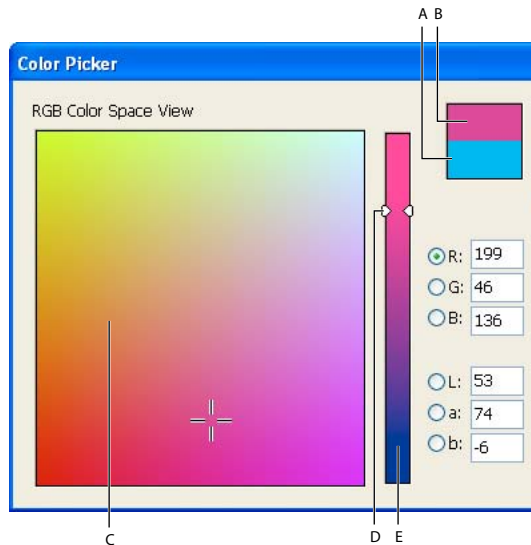 A B
Color Picker
RGB Color Space View
R: 199
G: 46
B: 136
L: 53
a: 74
b: -6
C D E